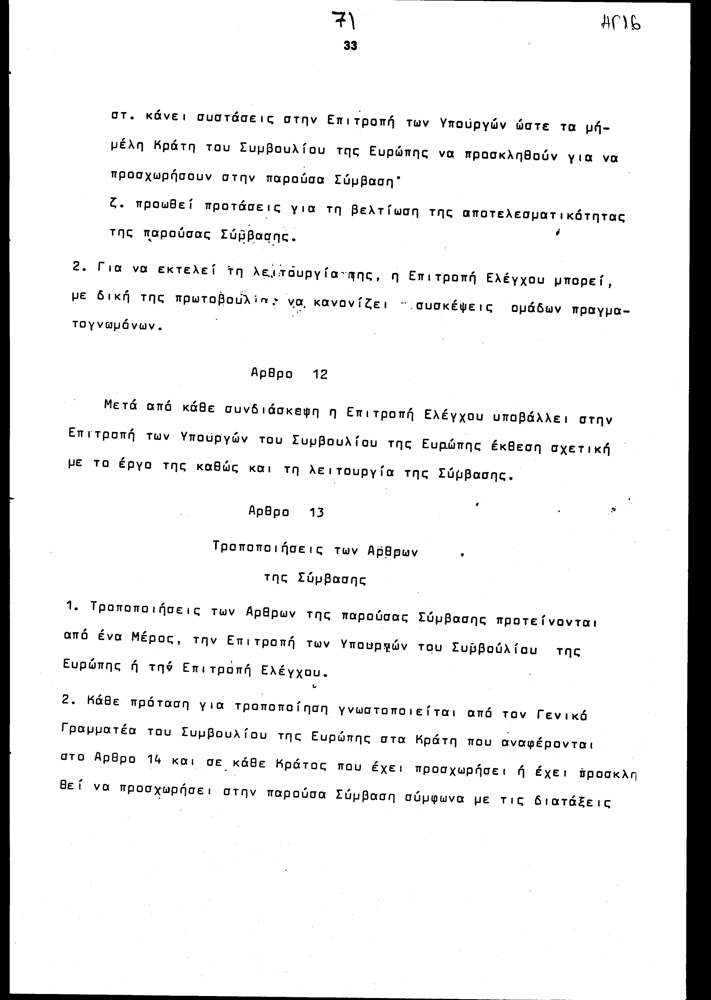 71
ΑΓ16
33
στ. κάνει συστάσεις στην Επιτροπή των Υπουργών ώστε τα μή-
μέλη Κράτη του Συμβουλίου της Ευρώπης να προσκληθούν για να
προσχωρήσουν στην παρούσα Σύμβαση·
ζ. προωθεί προτάσεις για τη βελτίωση της αποτελεσματικότητας
της παρούσας Σύμβασης.
2. Για να εκτελεί τη λειτουργία της, η Επιτροπή Ελέγχου μπορεί,
με δική της πρωτοβουλία, να κανονίζει συσκέψεις ομάδων πραγμα-
τογνωμόνων.
Αρθρο 12
Μετά από κάθε συνδιάσκεψη η Επιτροπή Ελέγχου υποβάλλει στην
Επιτροπή των Υπουργών του Συμβουλίου της Ευρώπης έκθεση σχετική
με το έργο της καθώς και τη λειτουργία της Σύμβασης.
Αρθρο 13
Τροποποιήσεις των Αρθρων
της Σύμβασης
1. Τροποποιήσεις των Αρθρων της παρούσας Σύμβασης προτείνονται
από ένα Μέρος, την Επιτροπή των Υπουργών του Συμβούλίου της
Ευρώπης ή την Επιτροπή Ελέγχου.
2. Κάθε πρόταση για τροποποίηση γνωστοποιείται από τον Γενικό
Γραμματέα του Συμβουλίου της Ευρώπης στα Κράτη που αναφέρονται
στο Αρθρο 14 και σε κάθε Κράτος που έχει προσχωρήσει ή έχει προσκλη
θεί να προσχωρήσει στην παρούσα Σύμβαση σύμφωνα με τις διατάξεις